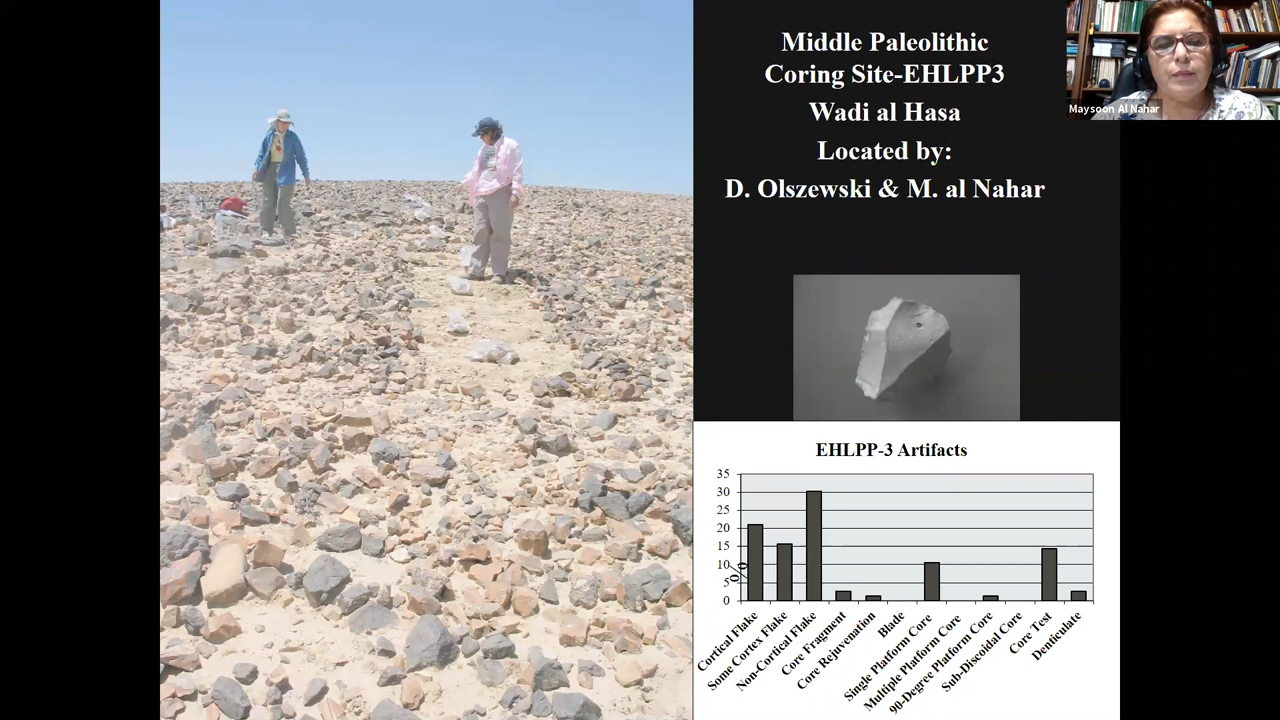 Middle Paleolithic
Coring Site-EHLPP3
Wadi al Hasa
Located by:
D. Olszewski & M. al Nahar
Maysoon Al Nahar
EHLPP-3 Artifacts
35
30
25
20
15
10
5
0
%
Cortical Flake
Some Cortex Flake
Non-Cortical Flake
Core Fragment
Core Rejuvenation
Blade
Single Platform Core
Multiple Platform Core
90-Degree Platform Core
Sub-Discoidal Core
Core Test
Denticulate